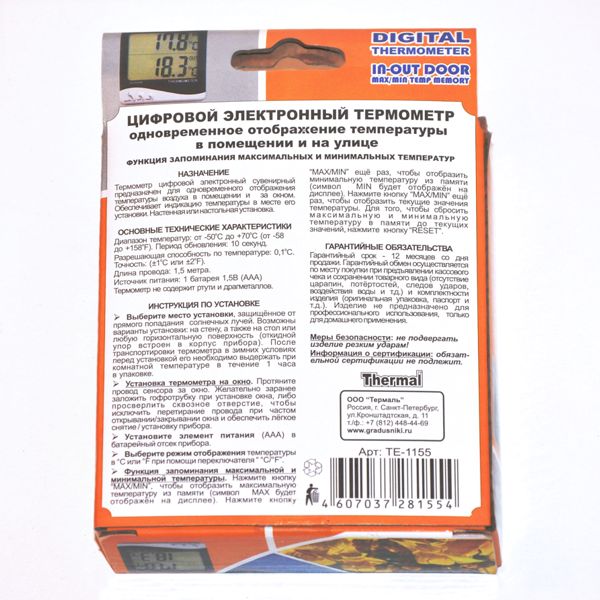 17.8°C
18.3°C
DIGITAL
THERMOMETER
IN-OUT DOOR
MAX/MIN TEMP MEMORY
ЦИФРОВОЙ ЭЛЕКТРОННЫЙ ТЕРМОМЕТР
одновременное отображение температуры
в помещении и на улице
ФУНКЦИЯ ЗАПОМИНАНИЯ МАКСИМАЛЬНЫХ И МИНИМАЛЬНЫХ ТЕМПЕРАТУР
НАЗНАЧЕНИЕ
Термометр цифровой электронный сувенирный
предназначен для одновременного отображения
температуры воздуха в помещении и за окном.
Обеспечивает индикацию температуры в месте его
установки. Настенная или настольная установка.
ОСНОВНЫЕ ТЕХНИЧЕСКИЕ ХАРАКТЕРИСТИКИ
Диапазон температур: от -50°C до +70°C (от -58
до +158°F). Период обновления: 10 секунд.
Разрешающая способность по температуре: 0,1°C.
Точность: (±1°C или ±2°F).
Длина провода: 1,5 метра.
Источник питания: 1 батарея 1,5В (ААА)
Термометр не содержит ртути и драгметаллов.
ИНСТРУКЦИЯ ПО УСТАНОВКЕ
➢ Выберите место установки, защищённое от
прямого попадания солнечных лучей. Возможны
варианты установки: на стену, а также на стол или
любую горизонтальную поверхность (откидной
упор встроен в корпус прибора). После
транспортировки термометра в зимних условиях
перед установкой его необходимо выдержать при
комнатной температуре в течение 1 часа
в упаковке.
➢ Установка термометра на окно. Протяните
провод сенсора за окно. Желательно заранее
заложить гофротрубку при установке окна, либо
просверлить сквозное отверстие, чтобы
исключить перетирание провода при частом
открывании/закрывании окна и обеспечить лёгкое
снятие / установку прибора.
➢ Установите элемент питания (ААА) в
батарейный отсек прибора.
➢ Выберите режим отображения температуры
в °C или °F при помощи переключателя "°C/°F".
➢ Функция запоминания максимальной и
минимальной температуры. Нажмите кнопку
"MAX/MIN", чтобы отобразить максимальную
температуру из памяти (символ MAX будет
отображён на дисплее). Нажмите кнопку
"MAX/MIN" ещё раз, чтобы отобразить
минимальную температуру из памяти
(символ MIN будет отображён на
дисплее). Нажмите кнопку "MAX/MIN" ещё
раз, чтобы отобразить текущие значения
температуры. Для того, чтобы сбросить
максимальную и минимальную
температуру в памяти до текущих
значений, нажмите кнопку "RESET".
ГАРАНТИЙНЫЕ ОБЯЗАТЕЛЬСТВА
Гарантийный срок - 12 месяцев со дня
продажи. Гарантийный обмен осуществляется
по месту покупки при предъявлении кассового
чека и сохранении товарного вида (отсутствие
царапин, потёртостей, следов ударов,
воздействия воды и т.д.) и комплектности
изделия (оригинальная упаковка, паспорт и
т.п.). Изделие не предназначено для
профессионального использования, только
для домашнего применения.
Меры безопасности: не подвергать
изделие резким ударам!
Информация о сертификации: обязат-
ельной сертификации не подлежит.
Thermal
ООО "Термаль"
Россия, г. Санкт-Петербург,
ул.Кронштадтская, д. 11
т./ф.: +7 (812) 448-44-69
www.gradusniki.ru
Арт: TE-1155
4 607037 281554